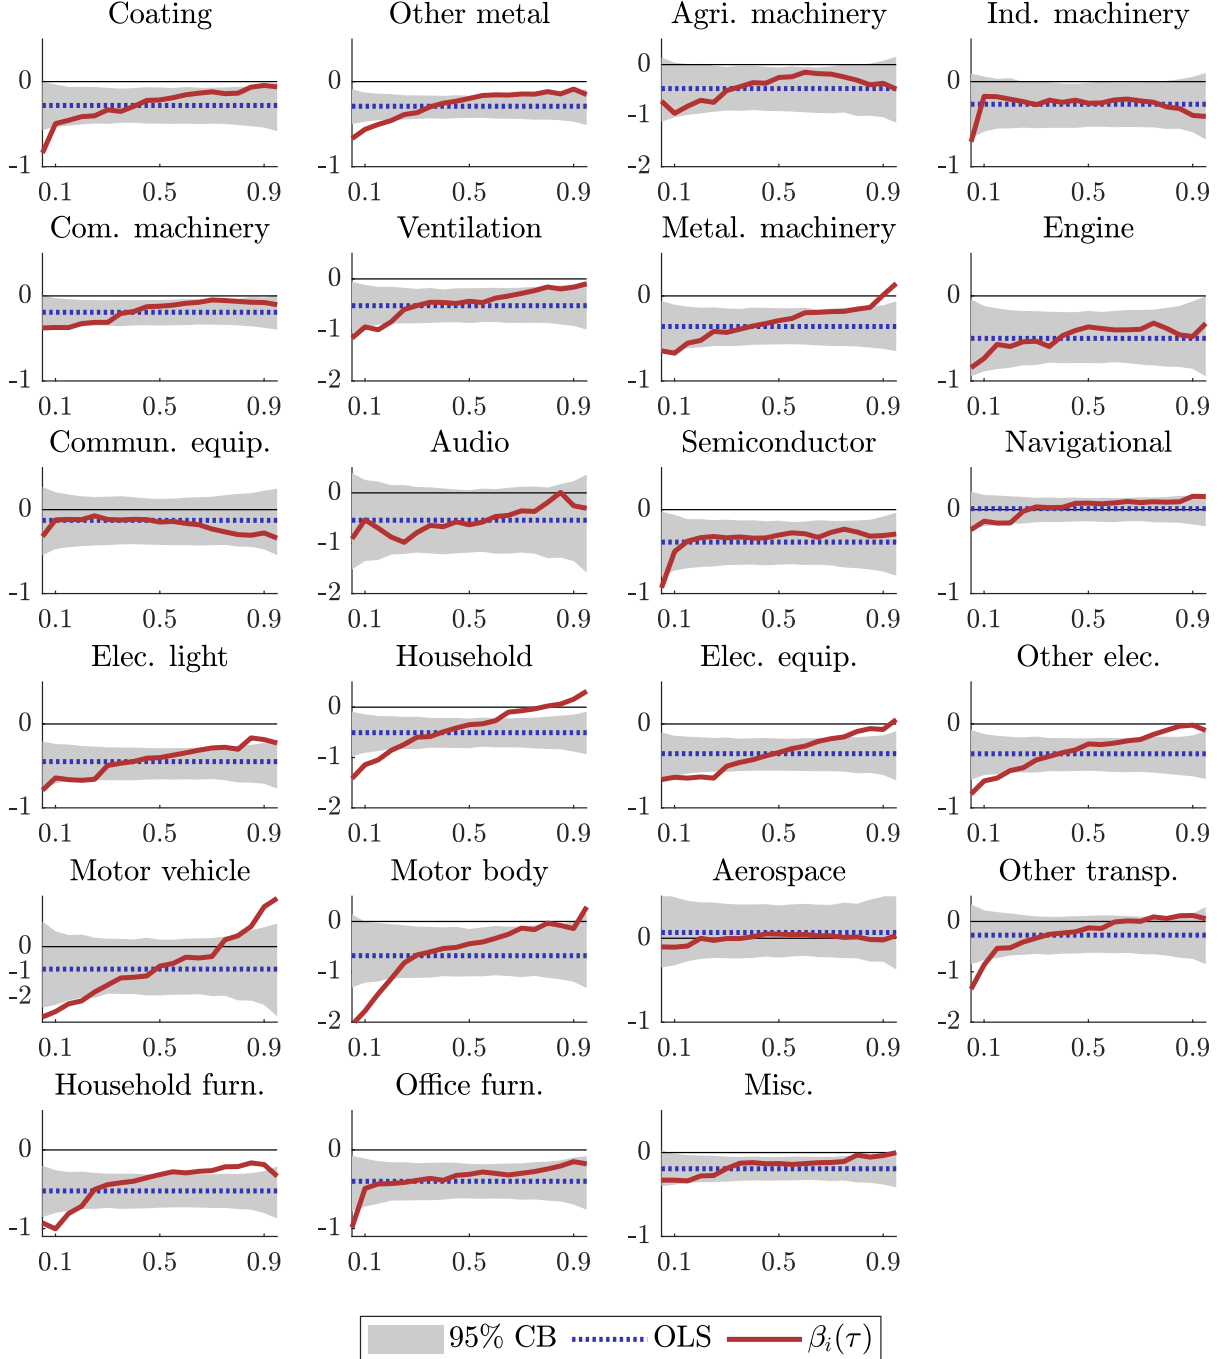 Coating Other metal Agri. machinery Ind. machinery
0 0 0 0
-1
-1 -1 -2 -1
0.1 0.5 0.9 0.1 0.5 0.9 0.1 0.5 0.9 0.1 0.5 0.9
Com. machinery Ventilation Metal. machinery Engine
0 0 0 0
-1
-1 -2 -1 -1
0.1 0.5 0.9 0.1 0.5 0.9 0.1 0.5 0.9 0.1 0.5 0.9
Commun. equip. Audio Semiconductor Navigational
0 0 0 0
-1
-1 -2 -1 -1
0.1 0.5 0.9 0.1 0.5 0.9 0.1 0.5 0.9 0.1 0.5 0.9
Elec. light Household Elec. equip. Other elec.
0 0 0 0
-1
-1 -2 -1 -1
0.1 0.5 0.9 0.1 0.5 0.9 0.1 0.5 0.9 0.1 0.5 0.9
Motor vehicle Motor body Aerospace Other transp.
0 0 0 0
-1 -1 -1
-2 -2 -1 -2
0.1 0.5 0.9 0.1 0.5 0.9 0.1 0.5 0.9 0.1 0.5 0.9
Household furn. Office furn. Misc.
0 0 0
-1 -1 -1
0.1 0.5 0.9 0.1 0.5 0.9 0.1 0.5 0.9
95% CB OLS βᵢ(τ)